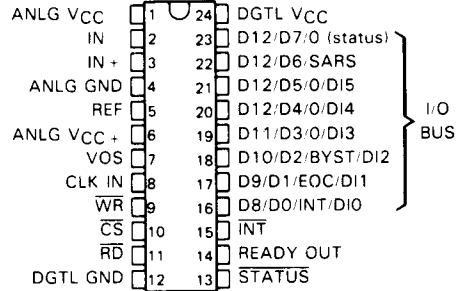 ANLG VCC 1 24 DGTL VCC
IN 2 23 D12/D7/0 (status)
IN + 3 22 D12/D6/SARS
ANLG GND 4 21 D12/D5/0/DI5
REF 5 20 D12/D4/0/DI4
ANLG VCC + 6 19 D11/D3/0/DI3
VOS 7 18 D10/D2/BYST/DI2
CLK IN 8 17 D9/D1/EOC/DI1
WR 9 16 D8/D0/INT/DI0
CS 10 15 INT
RD 11 14 READY OUT
DGTL GND 12 13 STATUS
I/O
BUS